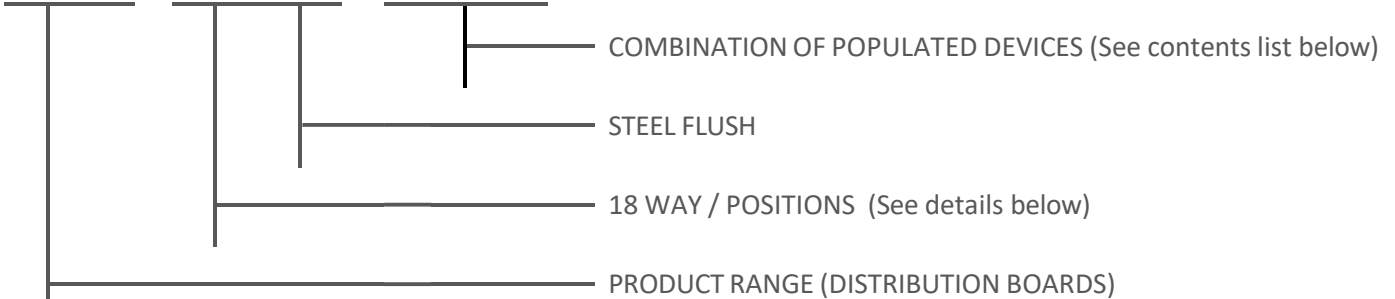 COMBINATION OF POPULATED DEVICES (See contents list below)
STEEL FLUSH
18 WAY / POSITIONS (See details below)
PRODUCT RANGE (DISTRIBUTION BOARDS)